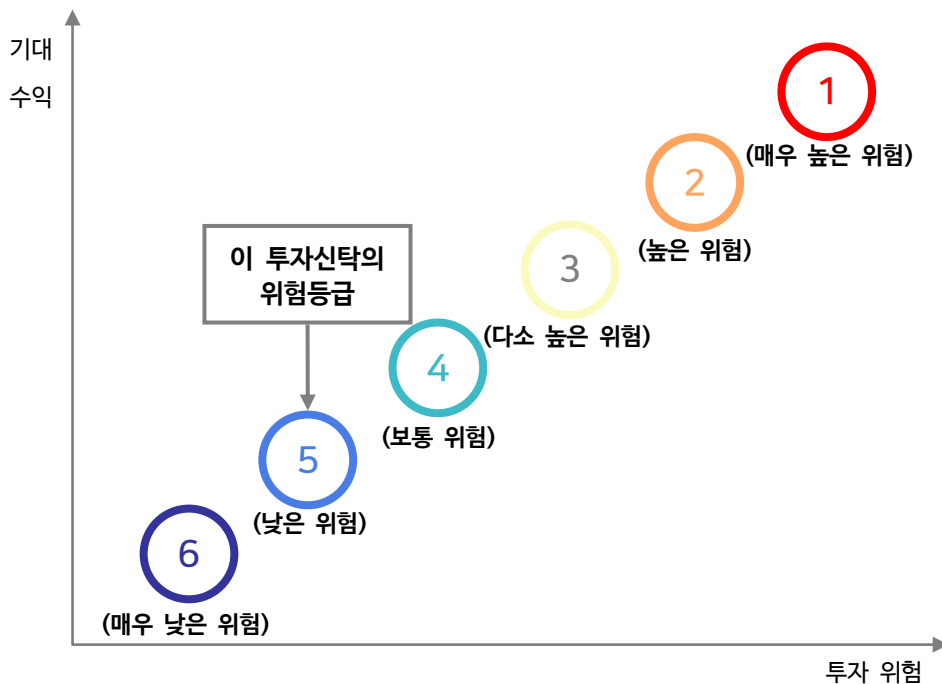 기대
수익
1
(매우 높은 위험)
2
(높은 위험)
이 투자신탁의
위험등급
3
(다소 높은 위험)
4
(보통 위험)
5
(낮은 위험)
6
(매우 낮은 위험)
투자 위험